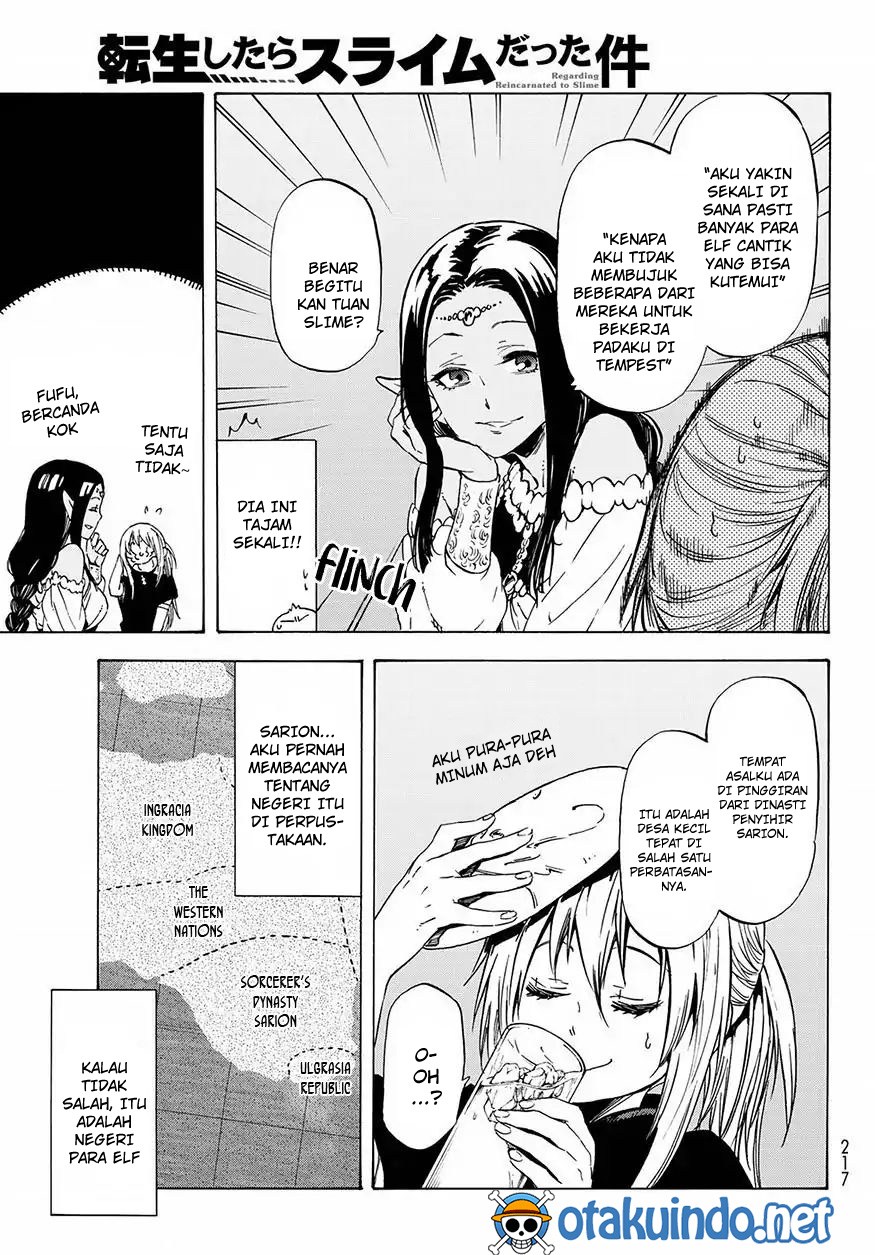 転生したらスライムだった件
Regarding
Reincarnated to Slime
"AKU YAKIN
SEKALI DI
SANA PASTI
BANYAK PARA
ELF CANTIK
YANG BISA
KUTEMUI"
"KENAPA
AKU TIDAK
MEMBUJUK
BEBERAPA DARI
MEREKA UNTUK
BEKERJA
PADAKU DI
TEMPEST"
BENAR
BEGITU
KAN TUAN
SLIME?
DIA INI
TAJAM
SEKALI!!
FLINCH
TENTU
SAJA
TIDAK~
FUFU,
BERCANDA
KOK
TEMPAT
ASALKU ADA
DI PINGGIRAN
DARI DINASTI
PENYIHIR
SARION.
ITU ADALAH
DESA KECIL
TEPAT DI
SALAH SATU
PERBATASAN-
NYA.
AKU PURA-PURA
MINUM AJA DEH
O-
OH
...?
SARION...
AKU PERNAH
MEMBACANYA
TENTANG
NEGERI ITU
DI PERPUS-
TAKAAN.
INGRACIA
KINGDOM
THE
WESTERN
NATIONS
SORCERER'S
DYNASTY
SARION
ULGRASIA
REPUBLIC
KALAU
TIDAK
SALAH, ITU
ADALAH
NEGERI
PARA ELF
217
otakuindo.net